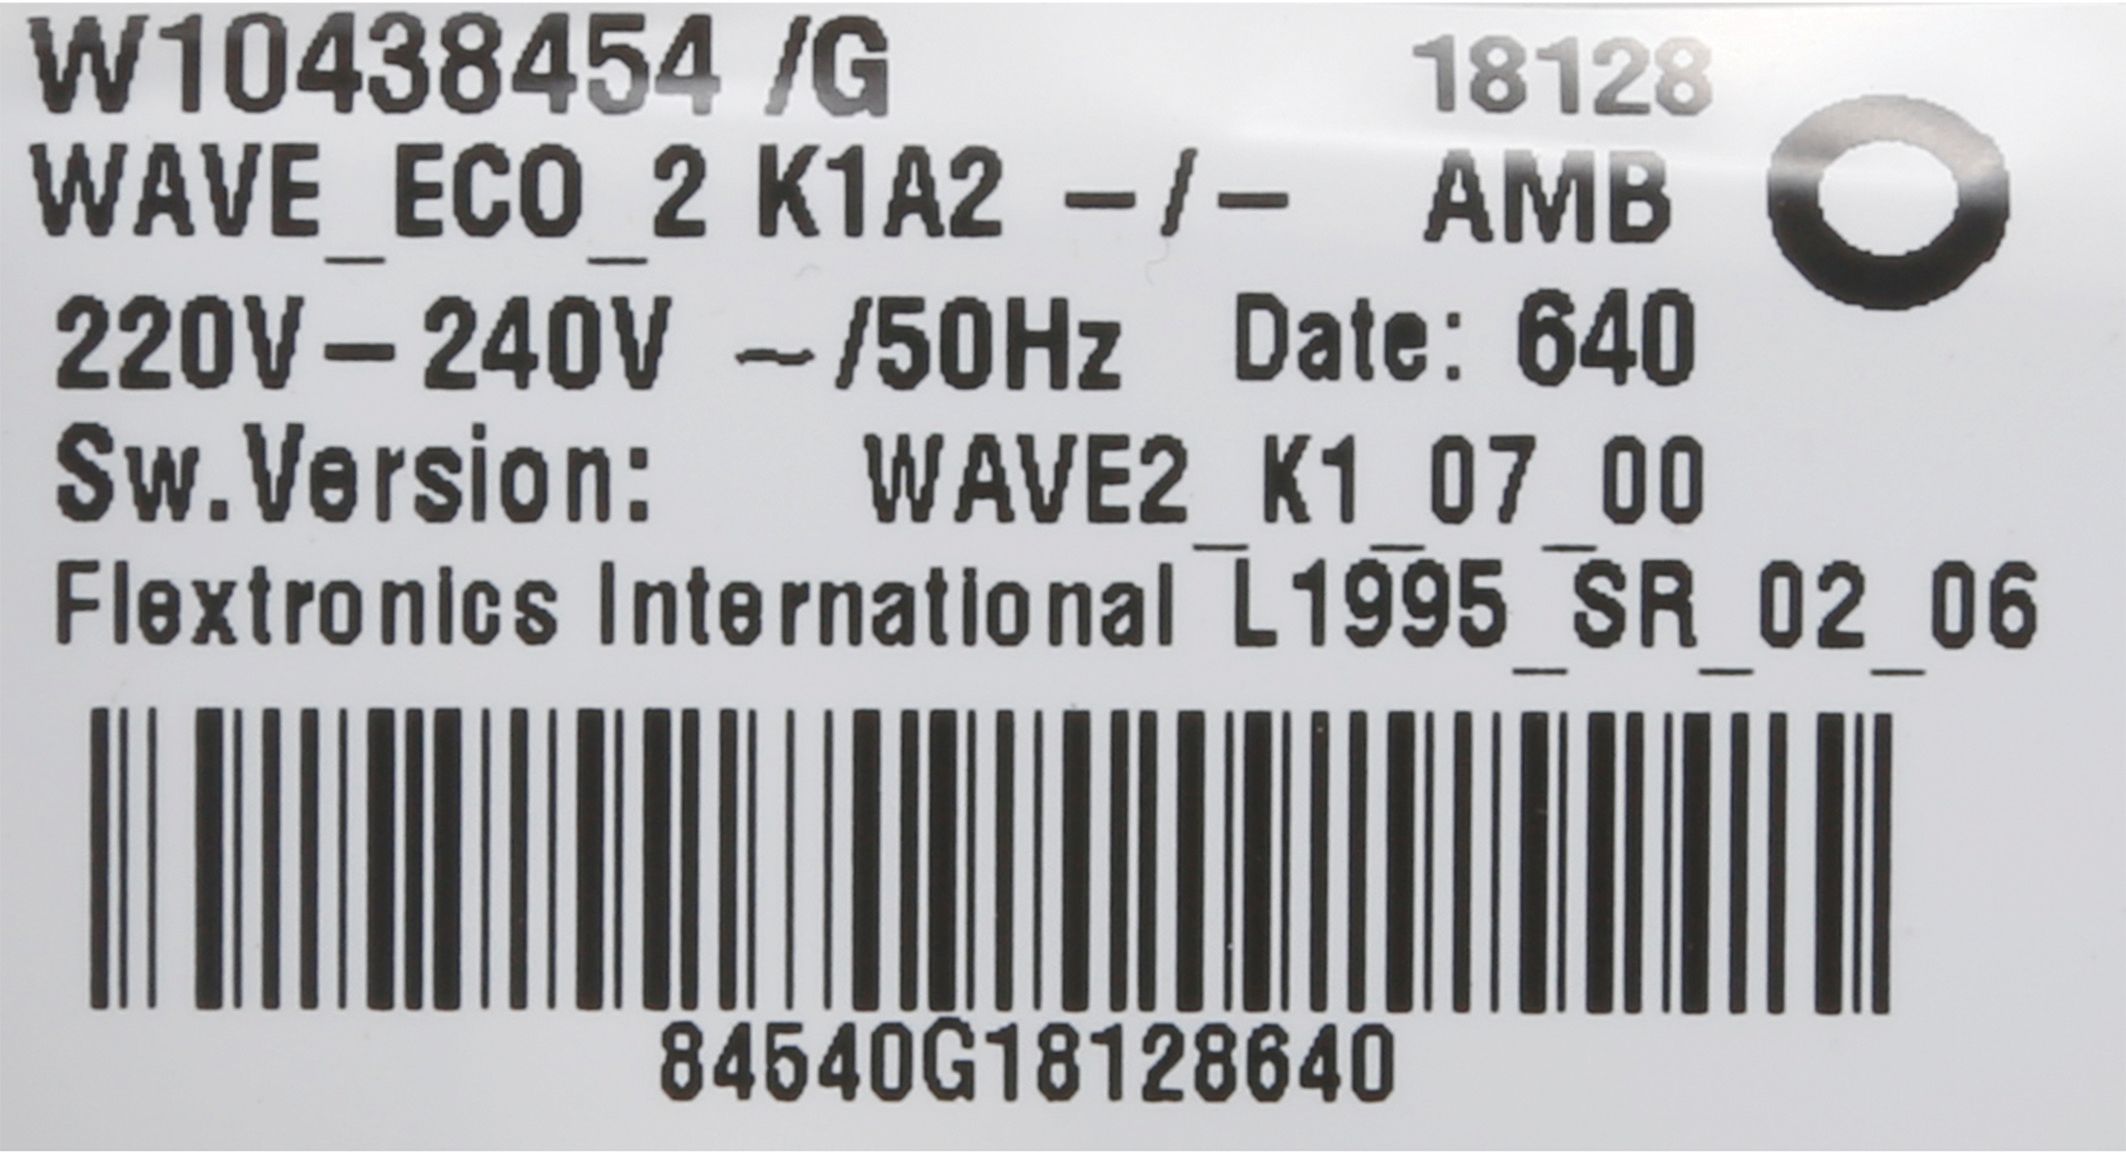 W10438454 /G 18128
WAVE_ECO_2 K1A2 –/– AMB
220V–240V ~/50Hz Date: 640
Sw.Version: WAVE2_K1_07_00
Flextronics International L1995_SR_02_06
84540G18128640